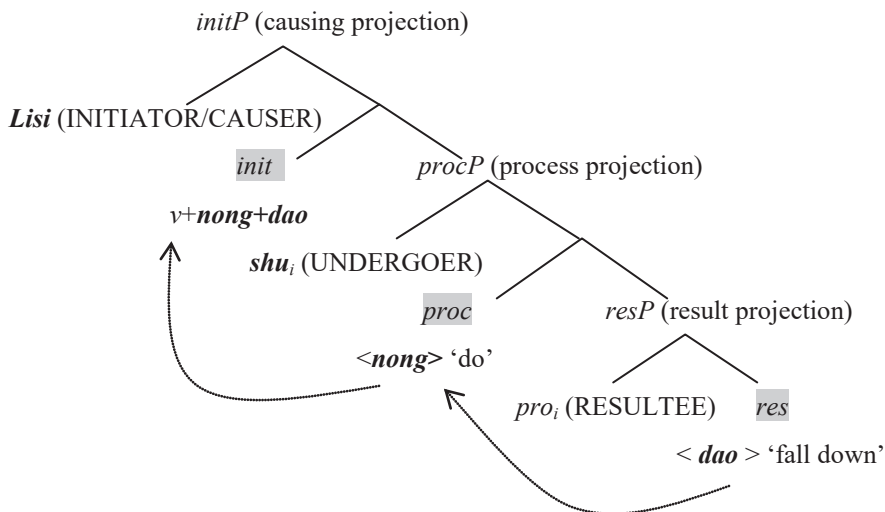 initP (causing projection)
Lisi (INITIATOR/CAUSER)
init procP (process projection)
v+nong+dao
shuᵢ (UNDERGOER)
proc resP (result projection)
<nong> ‘do’
proᵢ (RESULTEE) res
< dao > ‘fall down’